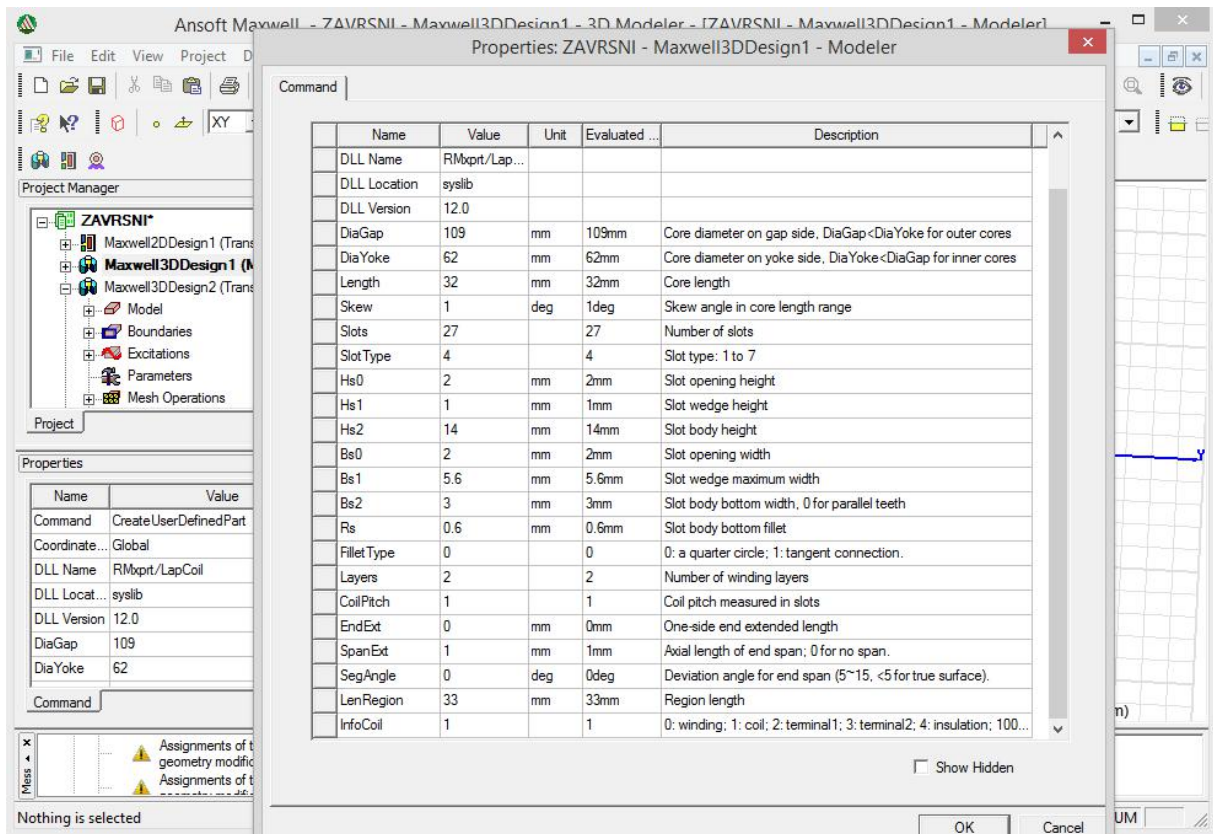 Ansoft Maxwell - ZAVRSNI - Maxwell3DDesign1 - 3D Modeler - [ZAVRSNI - Maxwell3DDesign1 - Modeler]
File Edit View Project D
Properties: ZAVRSNI - Maxwell3DDesign1 - Modeler
Command
XY
Project Manager
ZAVRSNI*
Maxwell2DDesign1 (Trans
Maxwell3DDesign1 (M
Maxwell3DDesign2 (Trans
Model
Boundaries
Excitations
Parameters
Mesh Operations
Project
Properties
Name Value
Command CreateUserDefinedPart
Coordinate... Global
DLL Name RMxprt/LapCoil
DLL Locat... syslib
DLL Version 12.0
DiaGap 109
DiaYoke 62
Command
Name Value Unit Evaluated ... Description
DLL Name RMxprt/Lap...
DLL Location syslib
DLL Version 12.0
DiaGap 109 mm 109mm Core diameter on gap side, DiaGap<DiaYoke for outer cores
DiaYoke 62 mm 62mm Core diameter on yoke side, DiaYoke<DiaGap for inner cores
Length 32 mm 32mm Core length
Skew 1 deg 1deg Skew angle in core length range
Slots 27 27 Number of slots
SlotType 4 4 Slot type: 1 to 7
Hs0 2 mm 2mm Slot opening height
Hs1 1 mm 1mm Slot wedge height
Hs2 14 mm 14mm Slot body height
Bs0 2 mm 2mm Slot opening width
Bs1 5.6 mm 5.6mm Slot wedge maximum width
Bs2 3 mm 3mm Slot body bottom width, 0 for parallel teeth
Rs 0.6 mm 0.6mm Slot body bottom fillet
FilletType 0 0 0: a quarter circle; 1: tangent connection.
Layers 2 2 Number of winding layers
CoilPitch 1 1 Coil pitch measured in slots
EndExt 0 mm 0mm One-side end extended length
SpanExt 1 mm 1mm Axial length of end span; 0 for no span.
SegAngle 0 deg 0deg Deviation angle for end span (5~15, <5 for true surface).
LenRegion 33 mm 33mm Region length
InfoCoil 1 1 0: winding; 1: coil; 2: terminal1; 3: terminal2; 4: insulation; 100...
Show Hidden
OK Cancel
Y
m)
Mess
Assignments of t
geometry modific
Assignments of t
Nothing is selected
UM